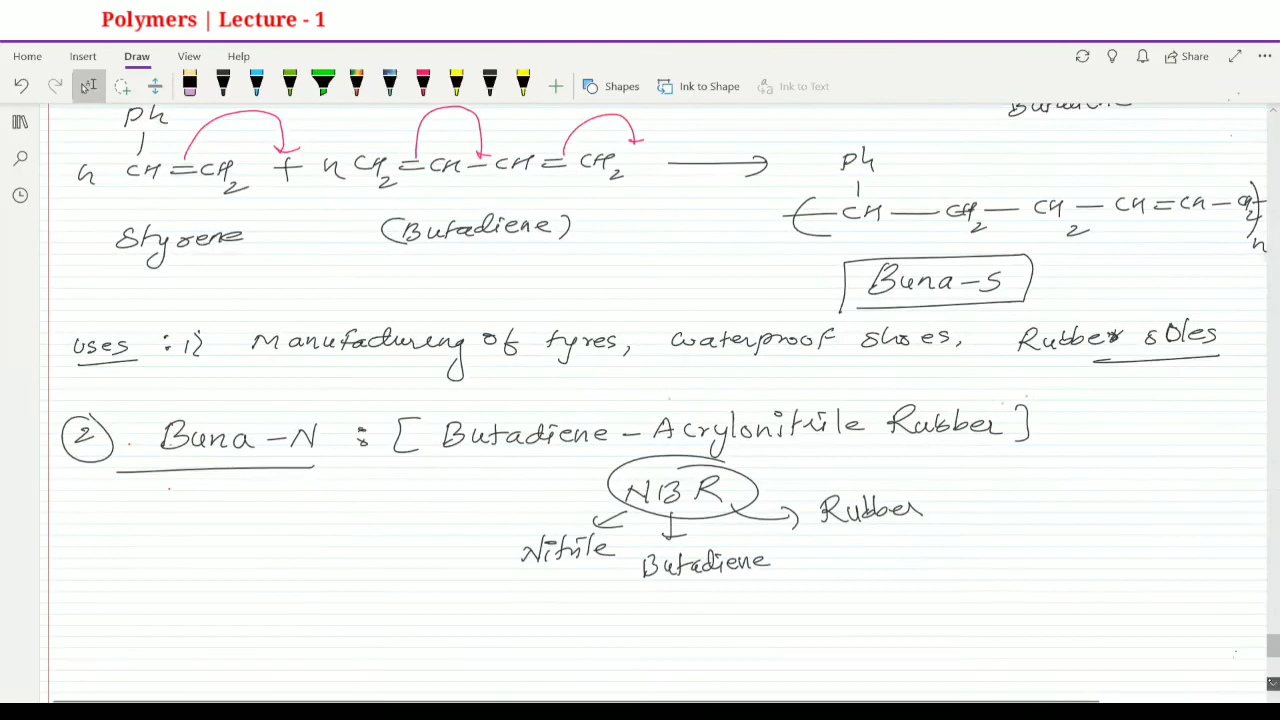 Polymers | Lecture - 1
Home Insert Draw View Help
Share
Shapes Ink to Shape Ink to Text
Ph
n CH = CH2 + n CH2 = CH - CH = CH2 ⟶
Ph
( CH — CH2 — CH2 — CH = CH - CH2 )n
Styrene (Butadiene)
Buna-S
uses : 1} Manufacturing of tyres, waterproof shoes, Rubber soles
2 Buna-N : [ Butadiene - Acrylonitrile Rubber ]
NBR
Nitrile Butadiene Rubber